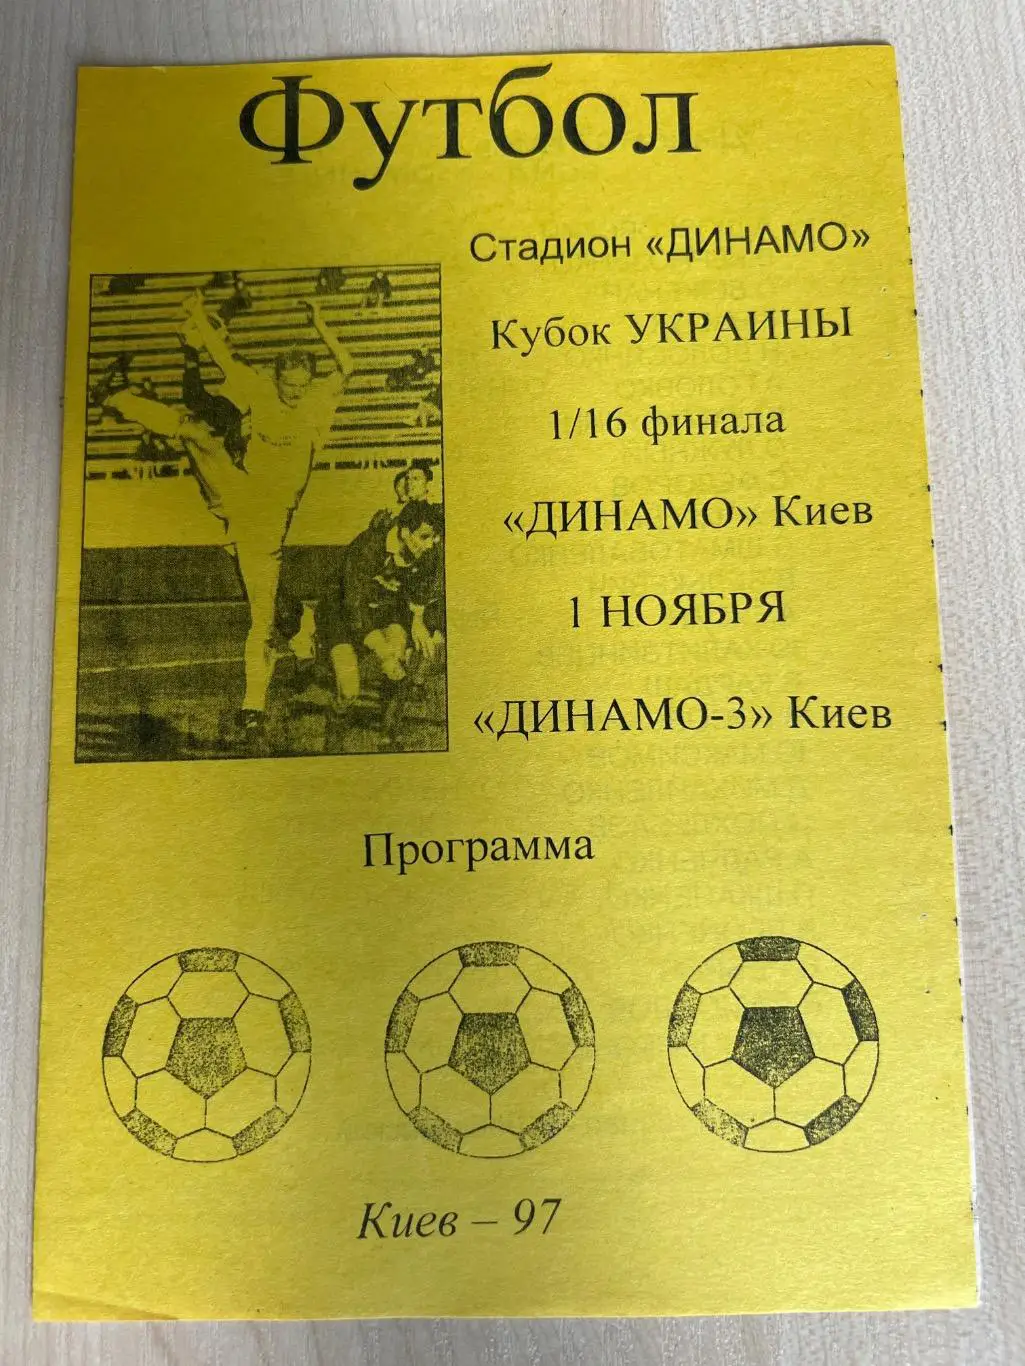 Футбол
Стадион «ДИНАМО»
Кубок УКРАИНЫ
1/16 финала
«ДИНАМО» Киев
1 НОЯБРЯ
«ДИНАМО-3» Киев
Программа
Киев – 97